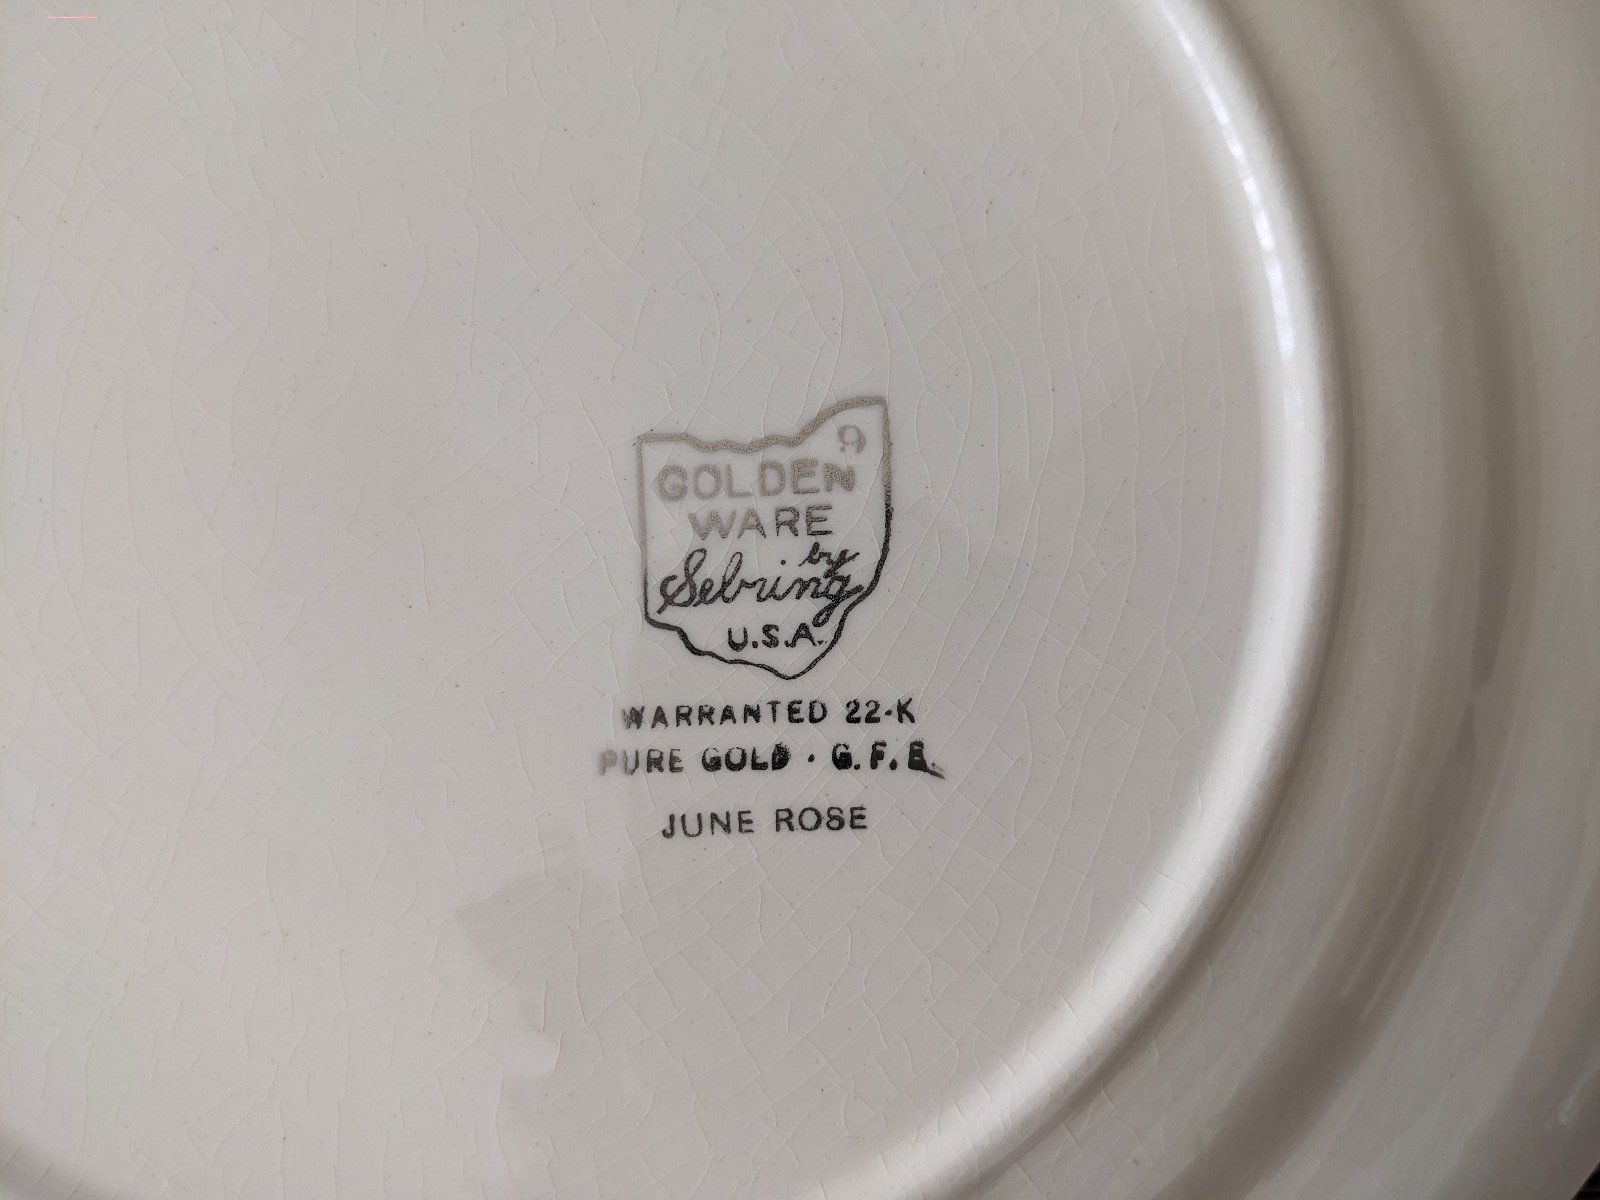 9
GOLDEN
WARE
by
Sebring
U.S.A.
WARRANTED 22-K
PURE GOLD · G.F.E.
JUNE ROSE